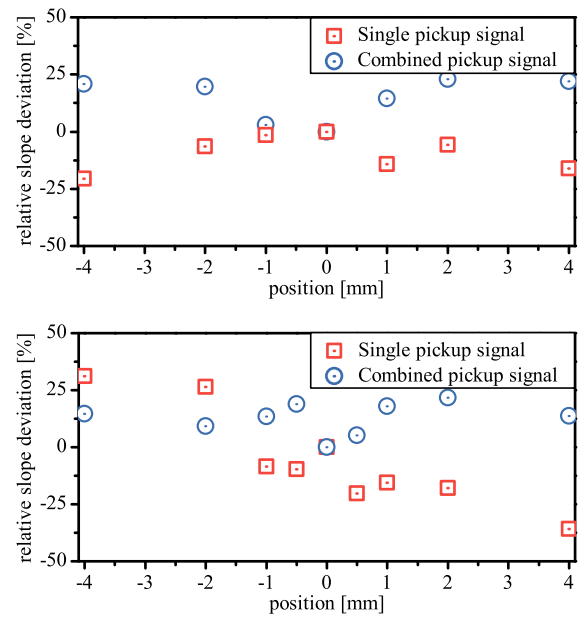 50
25
0
-25
-50
relative slope deviation [%]
Single pickup signal
Combined pickup signal
-4 -3 -2 -1 0 1 2 3 4
position [mm]
50
25
0
-25
-50
relative slope deviation [%]
Single pickup signal
Combined pickup signal
-4 -3 -2 -1 0 1 2 3 4
position [mm]